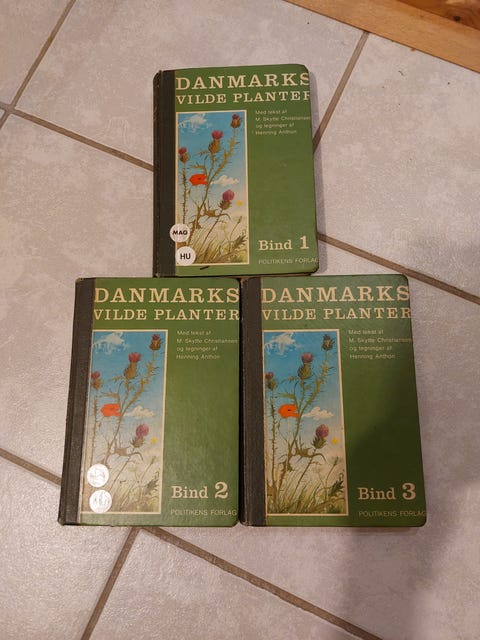 DANMARKS
VILDE PLANTER
Med tekst af
M. Skytte Christiansen
og tegninger af
Henning Anthon
MAG
HU
Bind 1
POLITIKENS FORLAG
DANMARKS
VILDE PLANTER
Med tekst af
M. Skytte Christiansen
og tegninger af
Henning Anthon
Bind 2
POLITIKENS FORLAG
DANMARKS
VILDE PLANTER
Med tekst af
M. Skytte Christiansen
og tegninger af
Henning Anthon
Bind 3
POLITIKENS FORLAG